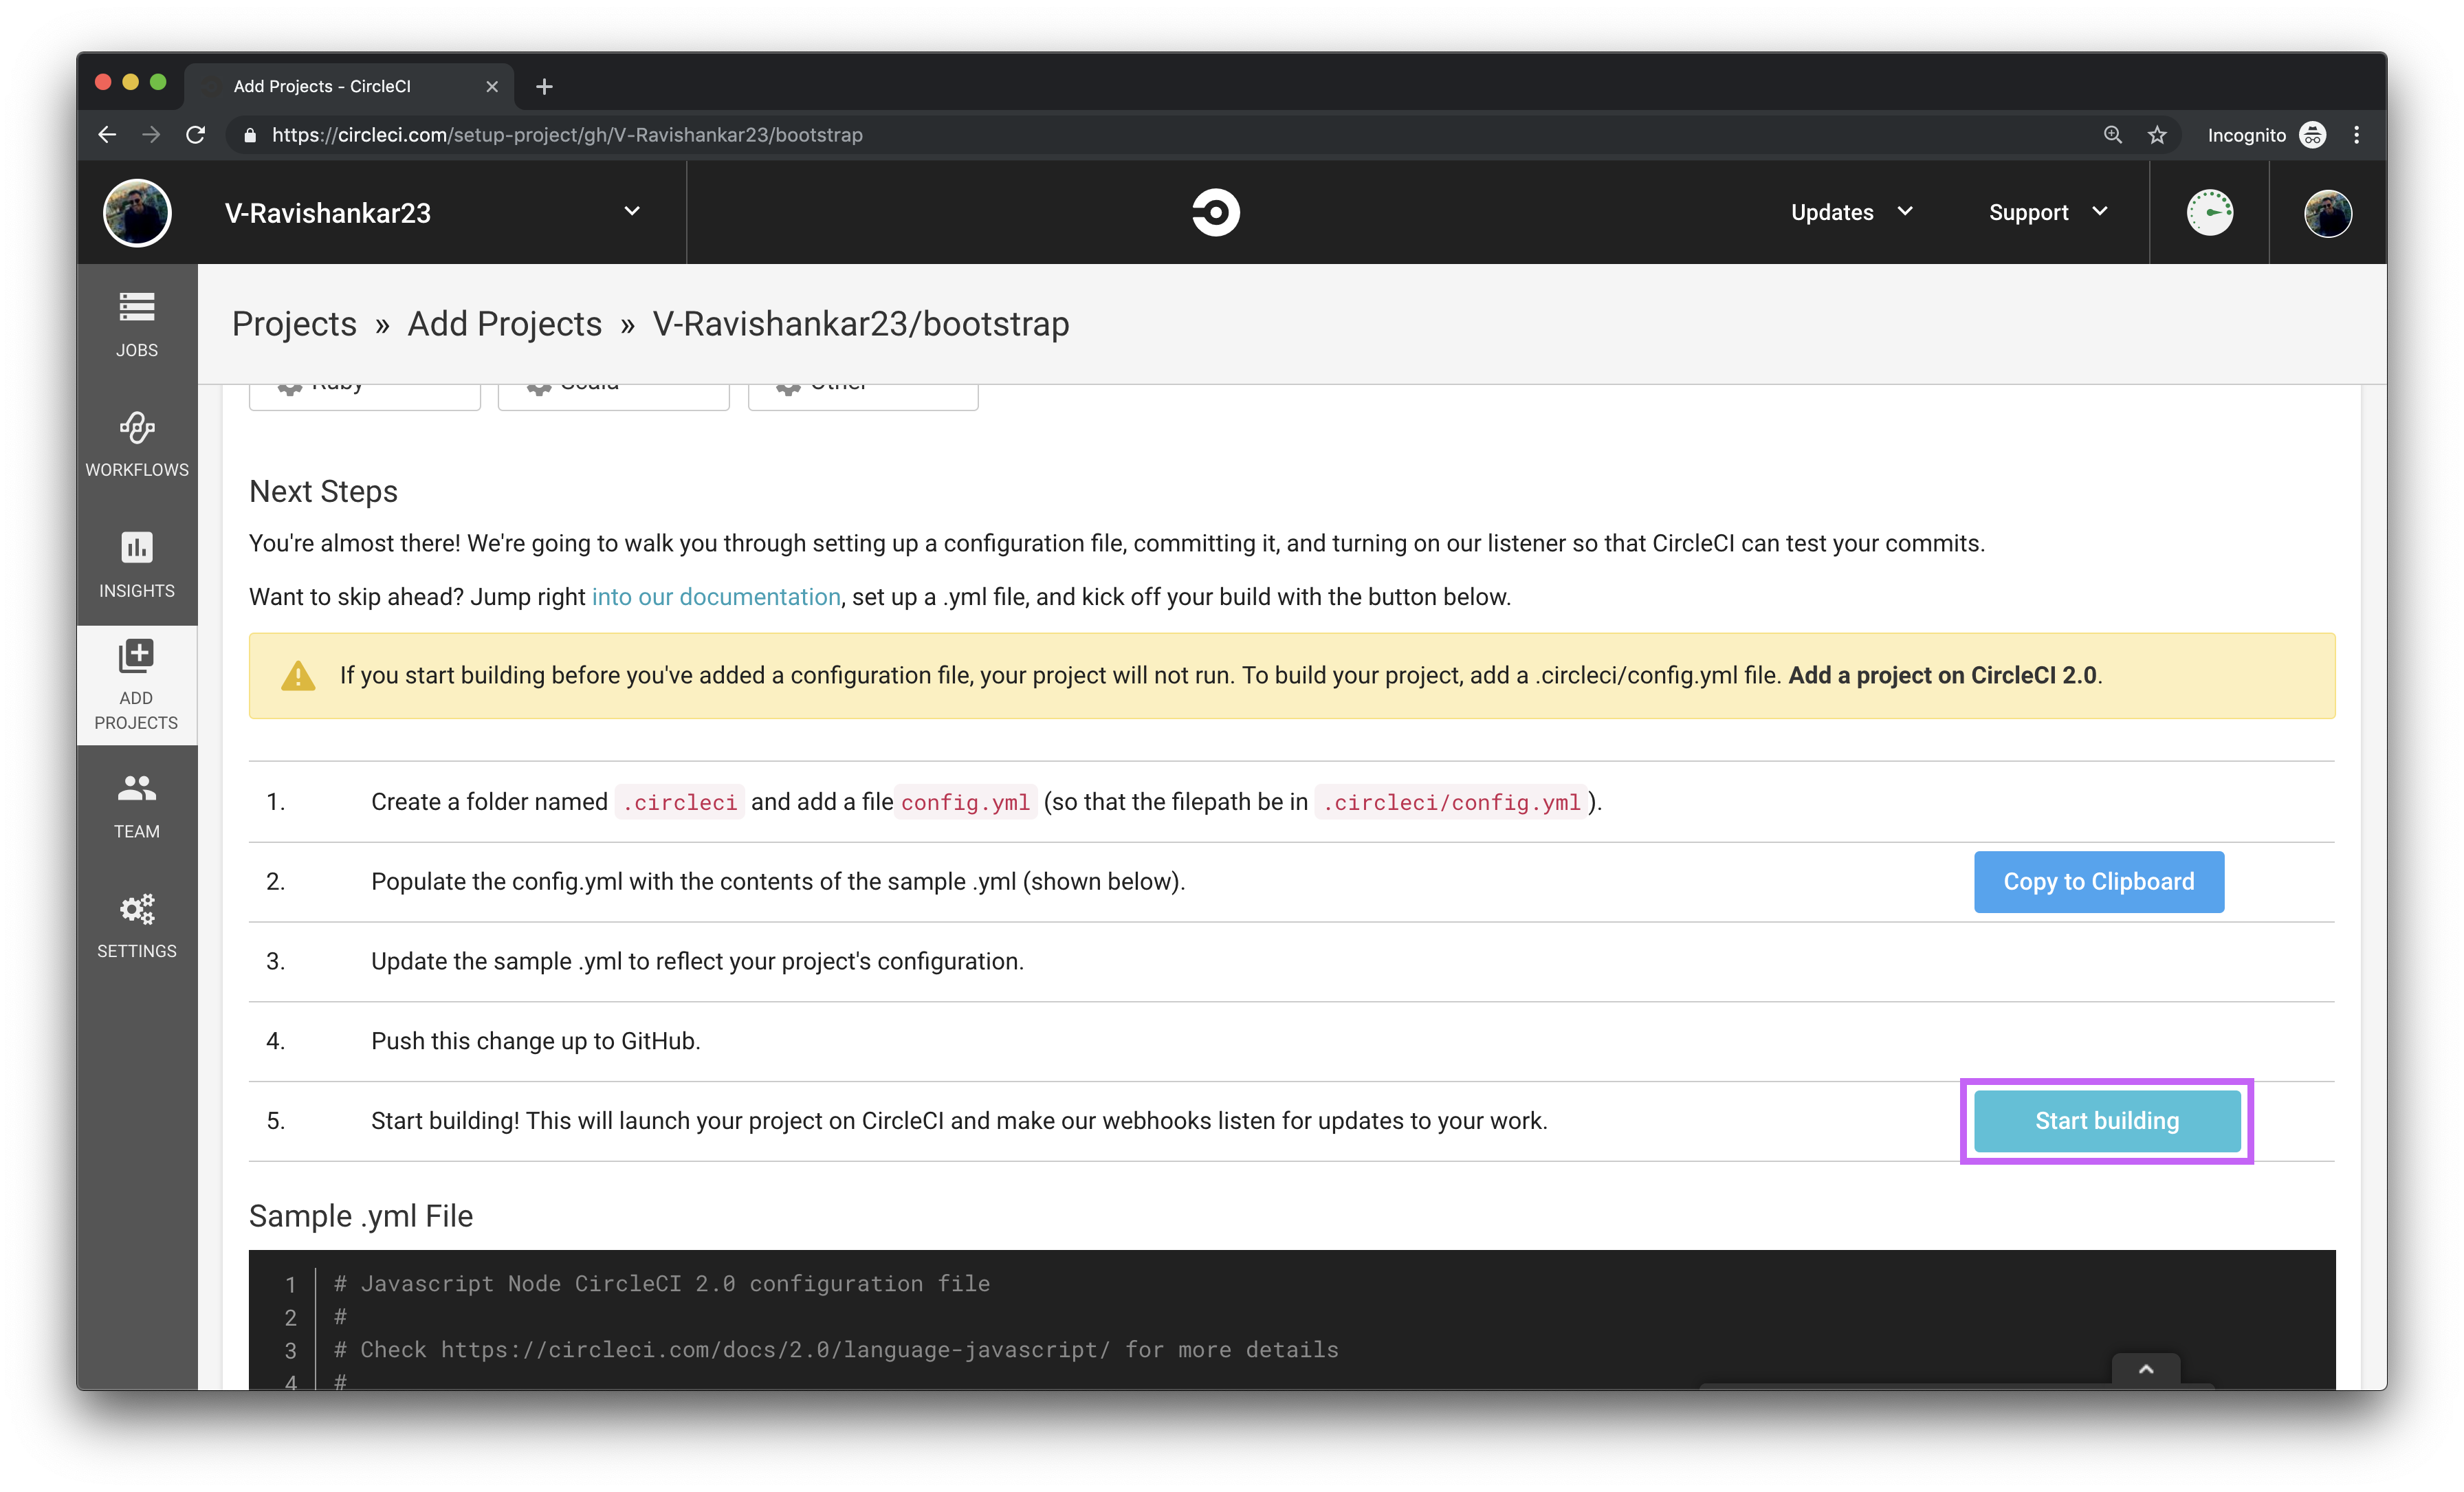 Add Projects - CircleCI
https://circleci.com/setup-project/gh/V-Ravishankar23/bootstrap
Incognito
V-Ravishankar23
Updates
Support
JOBS
WORKFLOWS
INSIGHTS
ADD
PROJECTS
TEAM
SETTINGS
Projects » Add Projects » V-Ravishankar23/bootstrap
Ruby Scala Other
Next Steps
You're almost there! We're going to walk you through setting up a configuration file, committing it, and turning on our listener so that CircleCI can test your commits.
Want to skip ahead? Jump right into our documentation, set up a .yml file, and kick off your build with the button below.
If you start building before you've added a configuration file, your project will not run. To build your project, add a .circleci/config.yml file. Add a project on CircleCI 2.0.
1. Create a folder named .circleci and add a file config.yml (so that the filepath be in .circleci/config.yml ).
2. Populate the config.yml with the contents of the sample .yml (shown below). Copy to Clipboard
3. Update the sample .yml to reflect your project's configuration.
4. Push this change up to GitHub.
5. Start building! This will launch your project on CircleCI and make our webhooks listen for updates to your work. Start building
Sample .yml File
1 # Javascript Node CircleCI 2.0 configuration file
2 #
3 # Check https://circleci.com/docs/2.0/language-javascript/ for more details
4 #